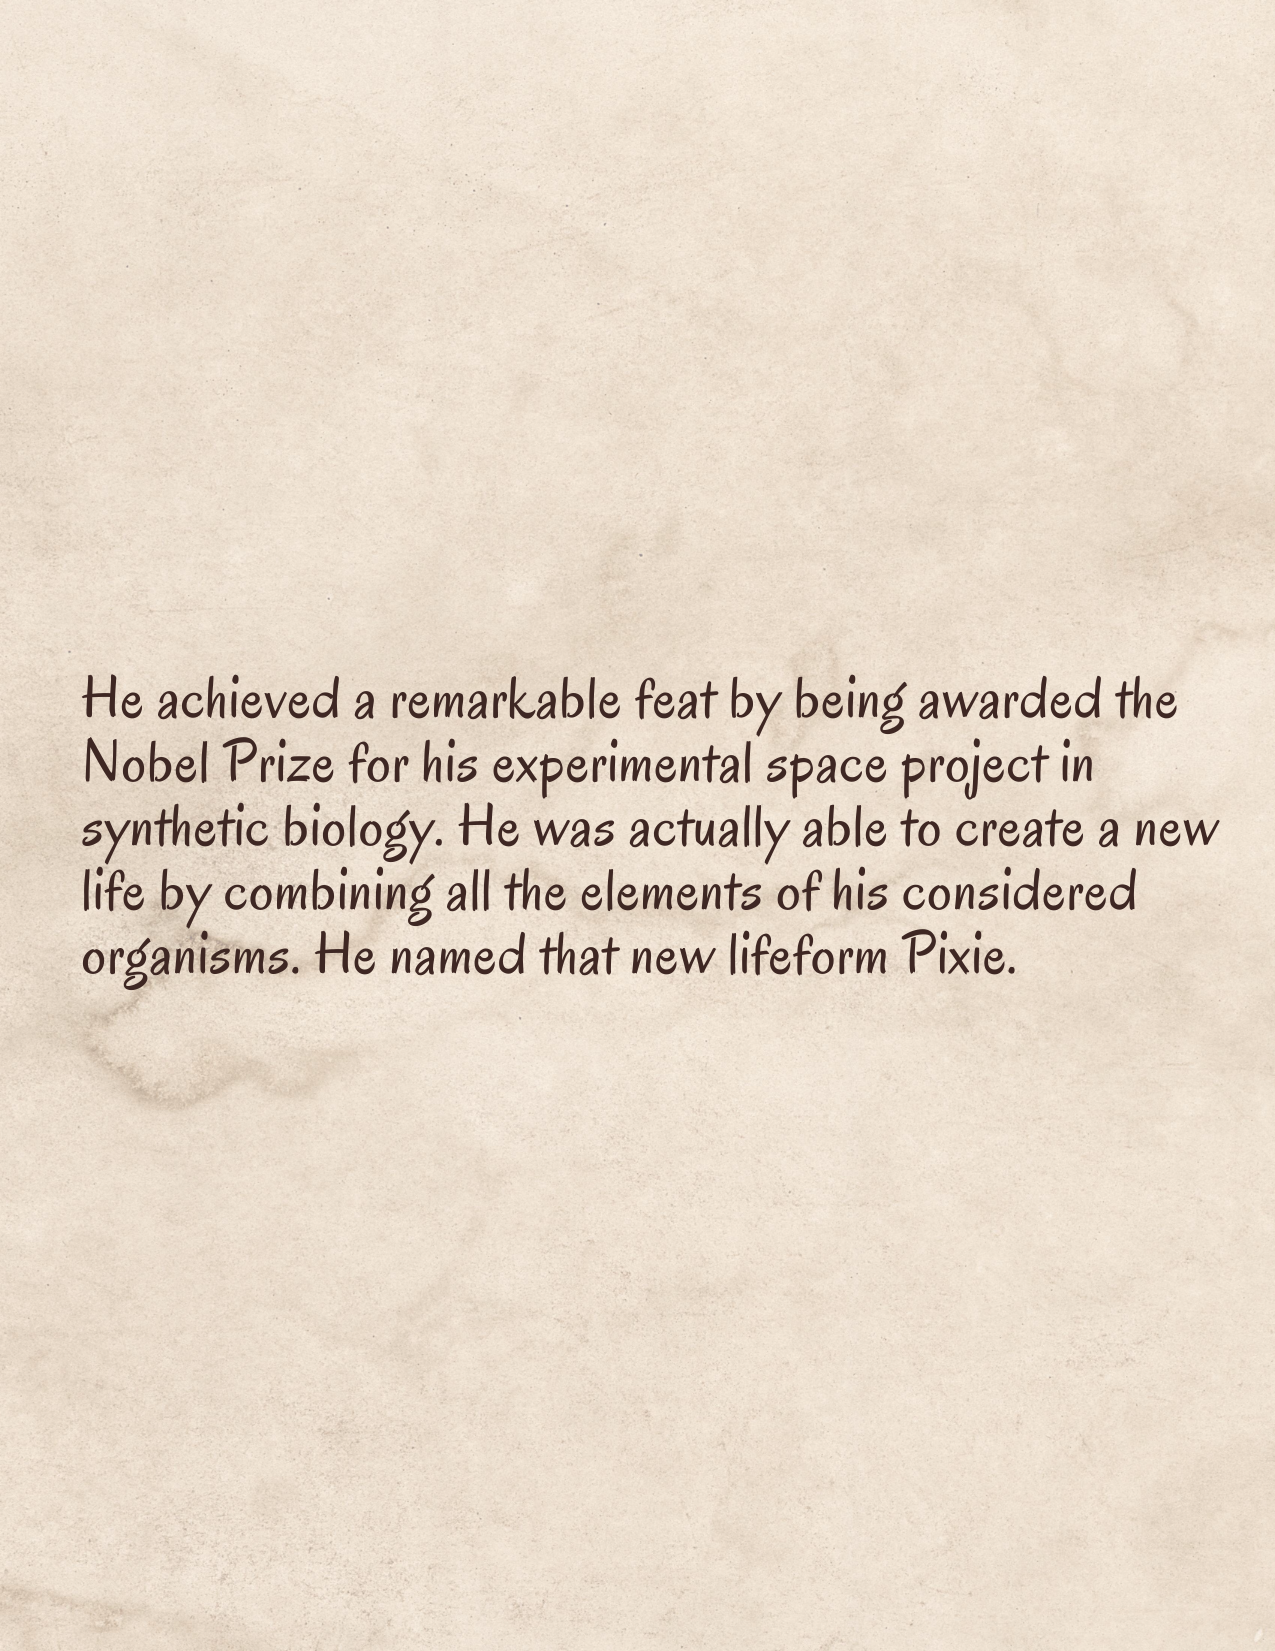 He achieved a remarkable feat by being awarded the
Nobel Prize for his experimental space project in
synthetic biology. He was actually able to create a new
life by combining all the elements of his considered
organisms. He named that new lifeform Pixie.